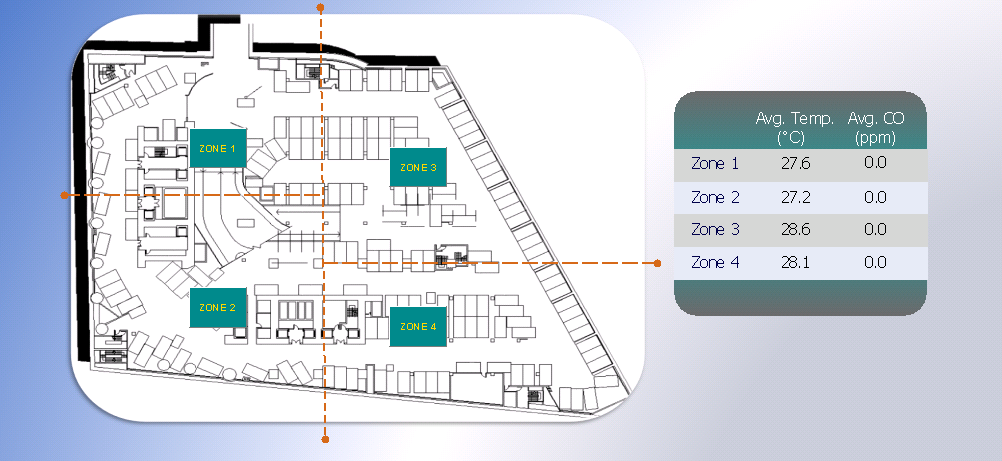 ZONE 1
ZONE 3
ZONE 2
ZONE 4
Avg. Temp. Avg. CO
(°C) (ppm)
Zone 1 27.6 0.0
Zone 2 27.2 0.0
Zone 3 28.6 0.0
Zone 4 28.1 0.0